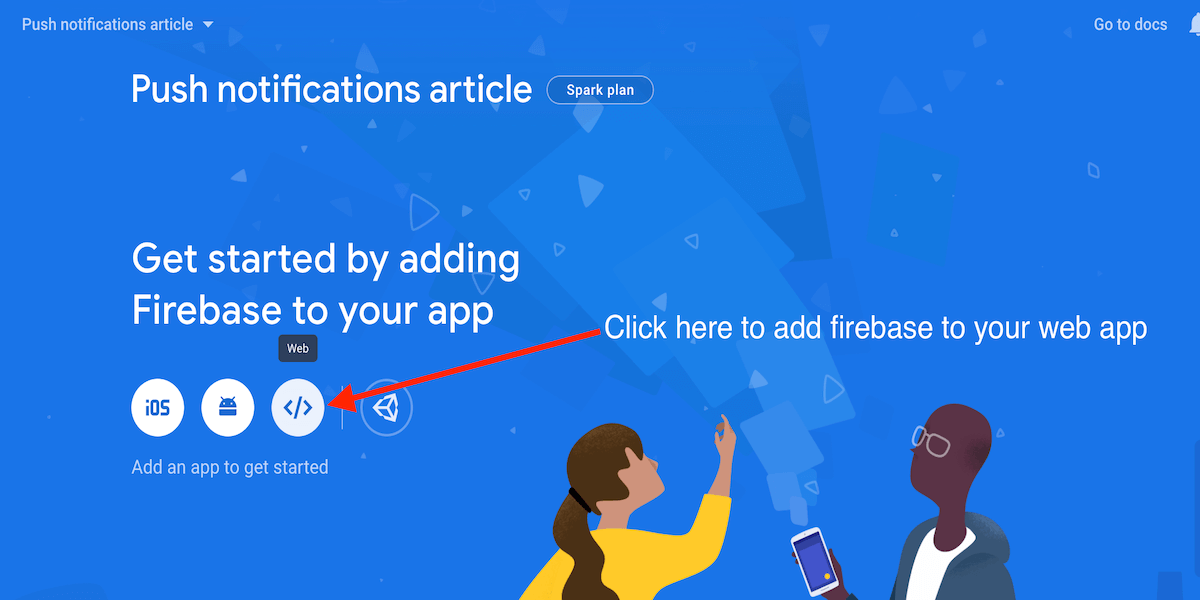 Push notifications article
Go to docs
Push notifications article
Spark plan
Get started by adding
Firebase to your app
Click here to add firebase to your web app
Web
iOS
</>
Add an app to get started